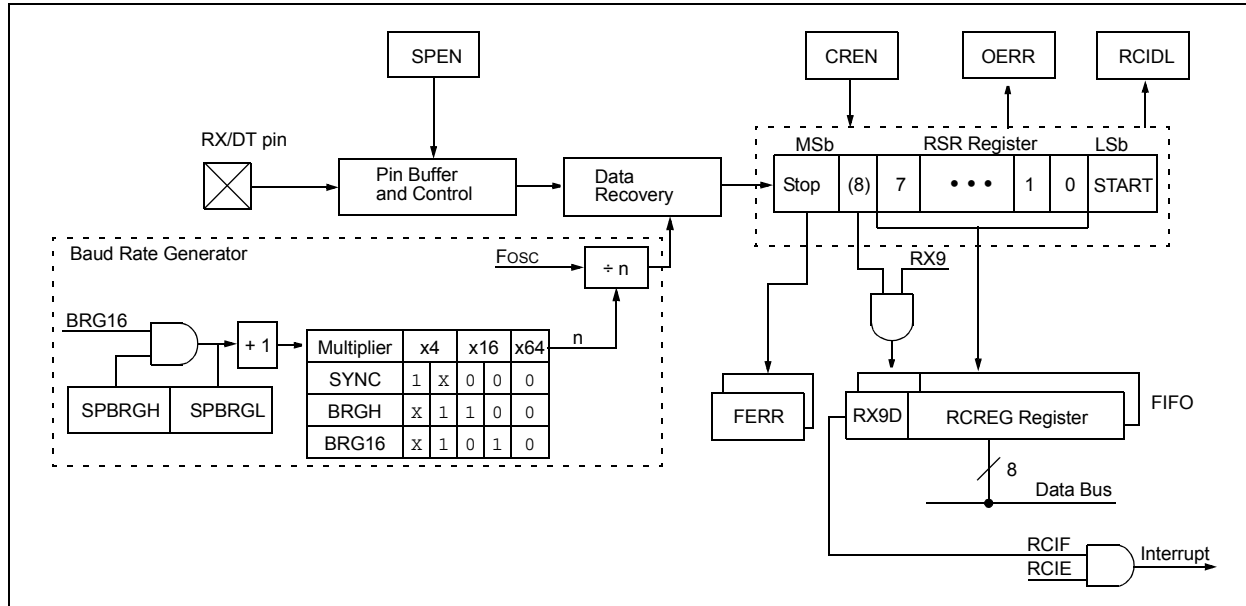 SPEN
CREN
OERR
RCIDL
RX/DT pin
Pin Buffer
and Control
Data
Recovery
MSb
RSR Register
LSb
Stop (8) 7 • • • 1 0 START
Baud Rate Generator
FOSC
÷ n
RX9
BRG16
+ 1
n
Multiplier x4 x16 x64
SYNC 1 X 0 0 0
BRGH X 1 1 0 0
BRG16 X 1 0 1 0
SPBRGH SPBRGL
FERR
RX9D
RCREG Register
FIFO
8
Data Bus
RCIF
RCIE
Interrupt